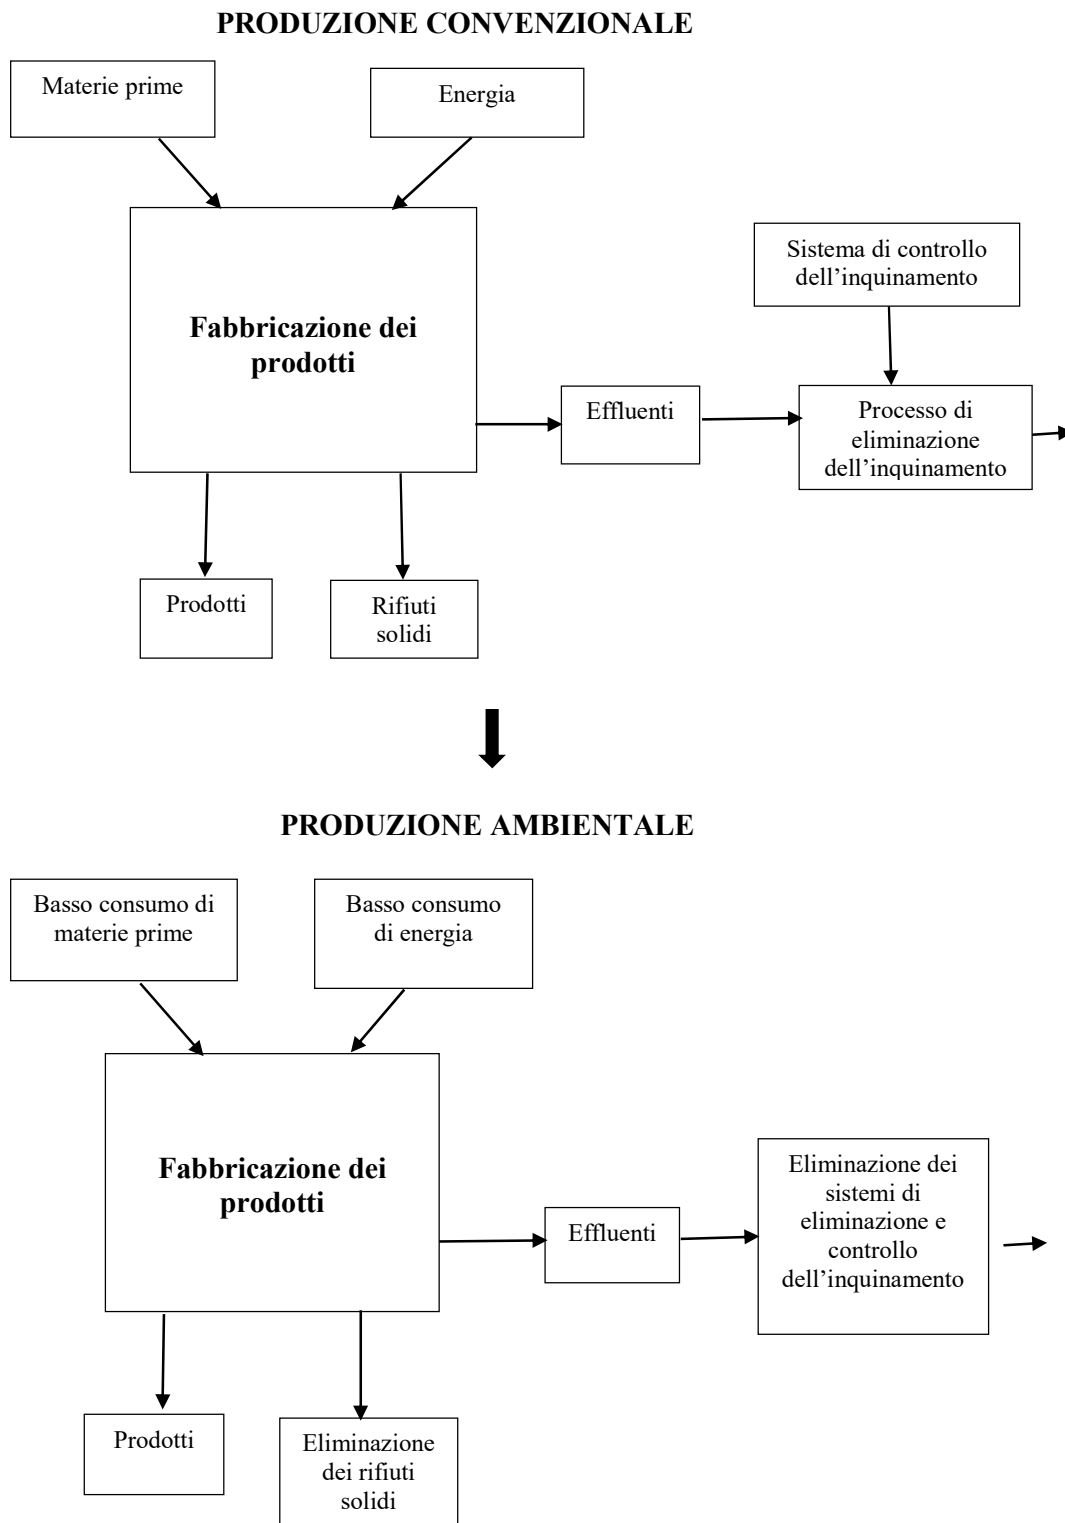 PRODUZIONE CONVENZIONALE
Materie prime
Energia
Sistema di controllo
dell’inquinamento
Fabbricazione dei
prodotti
Effluenti
Processo di
eliminazione
dell’inquinamento
Prodotti
Rifiuti
solidi
PRODUZIONE AMBIENTALE
Basso consumo di
materie prime
Basso consumo
di energia
Fabbricazione dei
prodotti
Effluenti
Eliminazione dei
sistemi di
eliminazione e
controllo
dell’inquinamento
Prodotti
Eliminazione
dei rifiuti
solidi